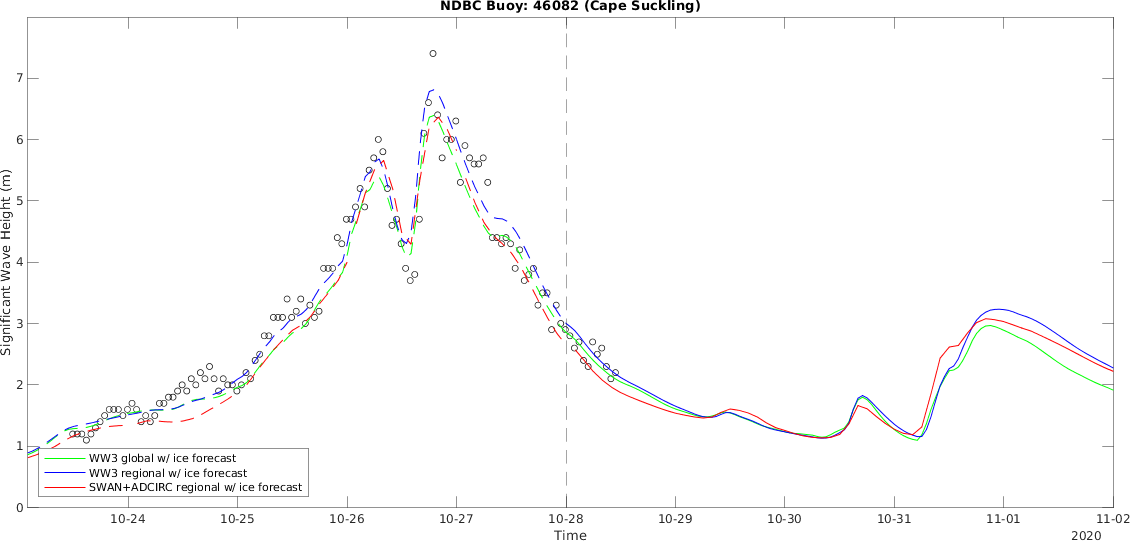 NDBC Buoy: 46082 (Cape Suckling)
Significant Wave Height (m)
7
6
5
4
3
2
1
0
WW3 global w/ ice forecast
WW3 regional w/ ice forecast
SWAN+ADCIRC regional w/ ice forecast
10-24 10-25 10-26 10-27 10-28 10-29 10-30 10-31 11-01 11-02
Time
2020